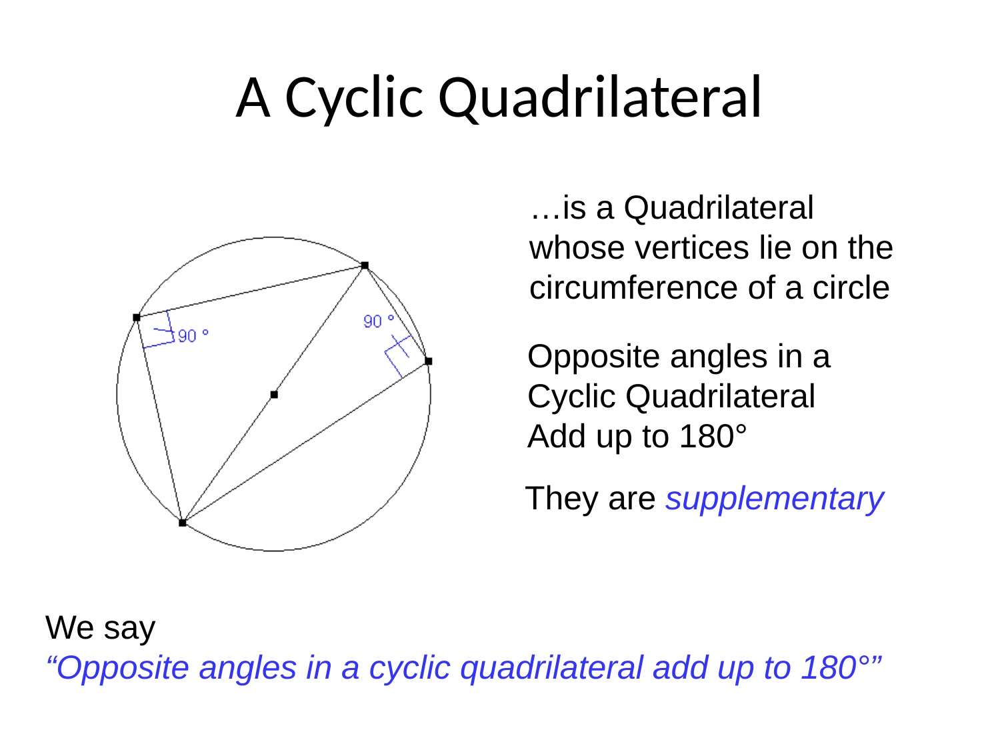 A Cyclic Quadrilateral
…is a Quadrilateral
whose vertices lie on the
circumference of a circle
90 °
90 °
Opposite angles in a
Cyclic Quadrilateral
Add up to 180°
They are supplementary
We say
“Opposite angles in a cyclic quadrilateral add up to 180°”